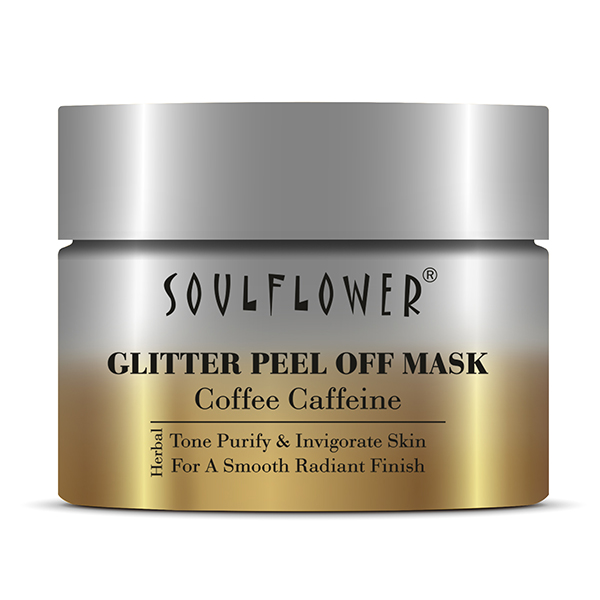 SOULFLOWER®
GLITTER PEEL OFF MASK
Coffee Caffeine
Herbal
Tone Purify & Invigorate Skin
For A Smooth Radiant Finish